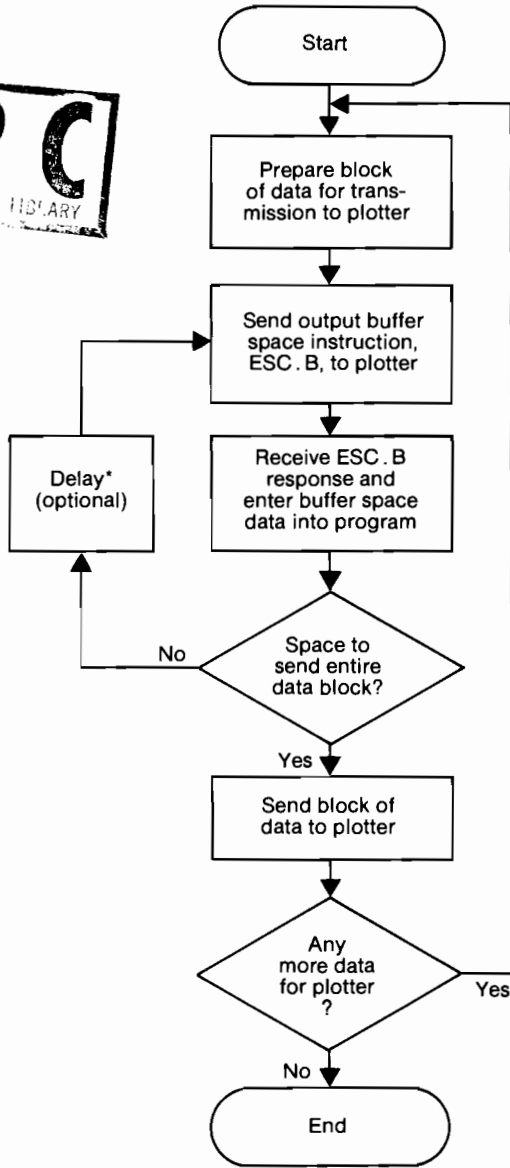 Start
C
LIBRARY
Prepare block
of data for trans-
mission to plotter
Send output buffer
space instruction,
ESC.B, to plotter
Delay*
(optional)
Receive ESC.B
response and
enter buffer space
data into program
No
Space to
send entire
data block?
Yes
Send block of
data to plotter
Any
more data
for plotter
?
Yes
No
End